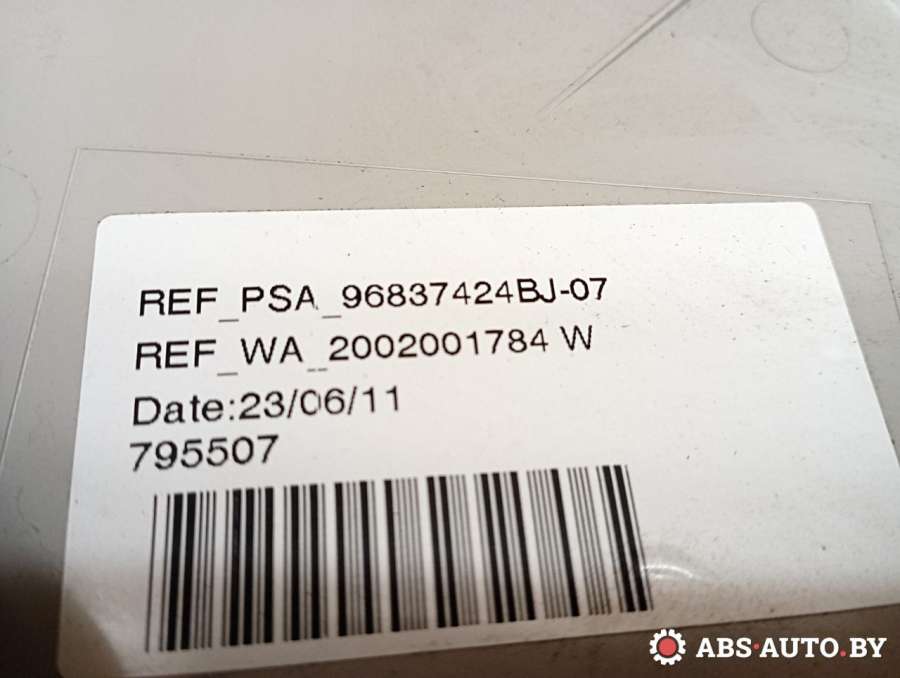 REF_PSA_96837424BJ-07
REF_WA_2002001784 W
Date:23/06/11
795507
ABS·AUTO.BY